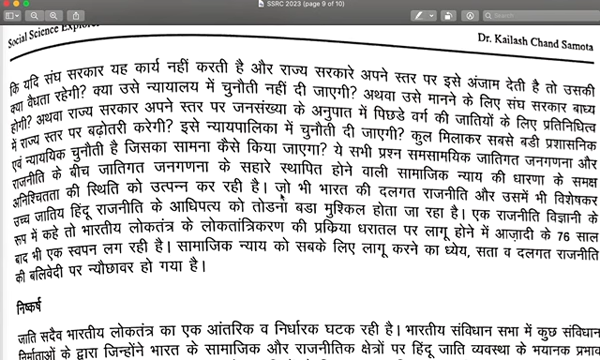 SSRC 2023 (page 9 of 10)
Search
Social Science Explorer
Dr. Kailash Chand Samota
कि यदि संघ सरकार यह कार्य नहीं करती है और राज्य सरकारे अपने स्तर पर इसे अंजाम देती है तो उसकी
क्या वैधता रहेगी? क्या उसे न्यायालय में चुनौती नहीं दी जाएगी? अथवा उसे मानने के लिए संघ सरकार बाध्य
होगी? अथवा राज्य सरकार अपने स्तर पर जनसंख्या के अनुपात में पिछडे वर्ग की जातियों के लिए प्रतिनिधित्व
में राज्य स्तर पर बढ़ोतरी करेगी? इसे न्यायपालिका में चुनौती दी जाएगी? कुल मिलाकर सबसे बडी प्रशासनिक
एवं न्यायिक चुनौती है जिसका सामना कैसे किया जाएगा? ये सभी प्रश्न समसामयिक जातिगत जनगणना और
राजनीति के बीच जातिगत जनगणना के सहारे स्थापित होने वाली सामाजिक न्याय की धारणा के समक्ष
अनिश्चितता की स्थिति को उत्पन्न कर रही है। जो भी भारत की दलगत राजनीति और उसमें भी विशेषकर
उच्च जातिय हिंदू राजनीति के आधिपत्य को तोडना बडा मुश्किल होता जा रहा है। एक राजनीति विज्ञानी के
रूप में कहे तो भारतीय लोकतंत्र के लोकतांत्रिकरण की प्रकिया धरातल पर लागू होने में आज़ादी के 76 साल
बाद भी एक स्वपन लग रही है। सामाजिक न्याय को सबके लिए लागू करने का ध्येय, सता व दलगत राजनीति
की बलिवेदी पर न्यौछावर हो गया है।
निष्कर्ष
जाति सदैव भारतीय लोकतंत्र का एक आंतरिक व निर्धारक घटक रही है। भारतीय संविधान सभा में कुछ संविधान
निर्माताओं के द्वारा जिन्होंने भारत के सामाजिक और राजनीतिक क्षेत्रों पर हिंदू जाति व्यवस्था के भयानक प्रभाव